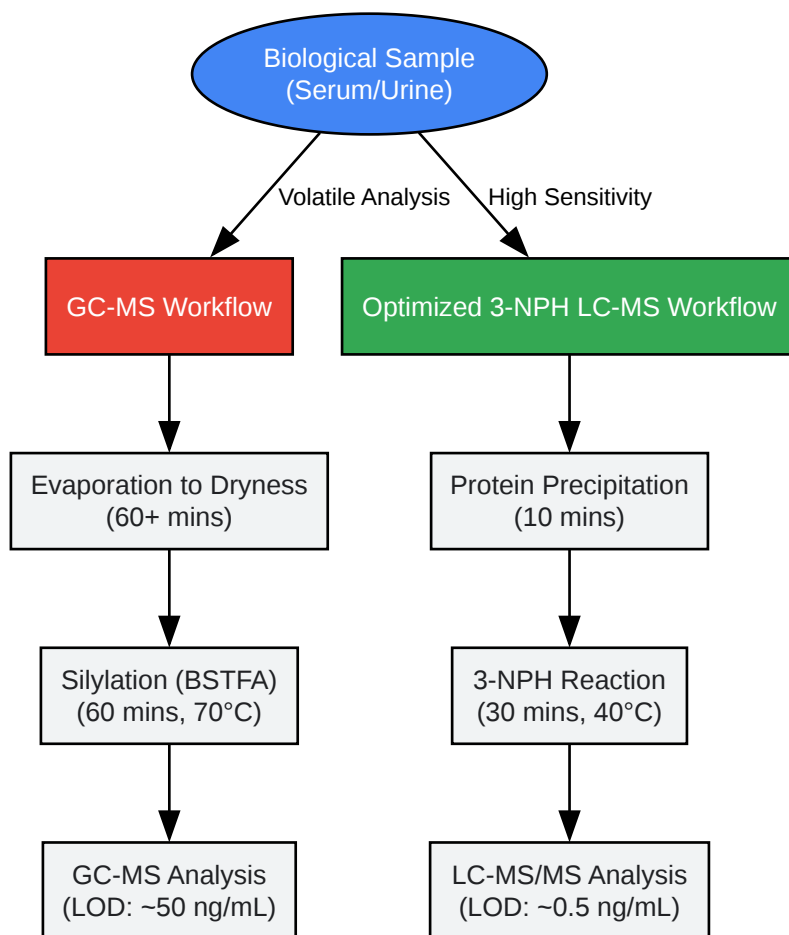 Biological Sample
(Serum/Urine)
Volatile Analysis
High Sensitivity
GC-MS Workflow
Optimized 3-NPH LC-MS Workflow
Evaporation to Dryness
(60+ mins)
Protein Precipitation
(10 mins)
Silylation (BSTFA)
(60 mins, 70°C)
3-NPH Reaction
(30 mins, 40°C)
GC-MS Analysis
(LOD: ~50 ng/mL)
LC-MS/MS Analysis
(LOD: ~0.5 ng/mL)